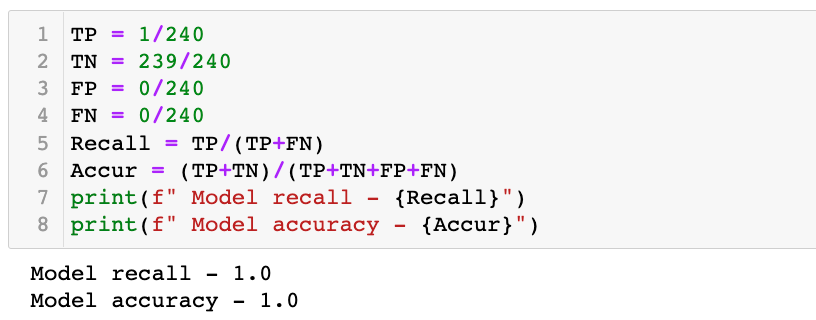 1 TP = 1/240
2 TN = 239/240
3 FP = 0/240
4 FN = 0/240
5 Recall = TP/(TP+FN)
6 Accur = (TP+TN)/(TP+TN+FP+FN)
7 print(f" Model recall - {Recall}")
8 print(f" Model accuracy - {Accur}")
Model recall - 1.0
Model accuracy - 1.0